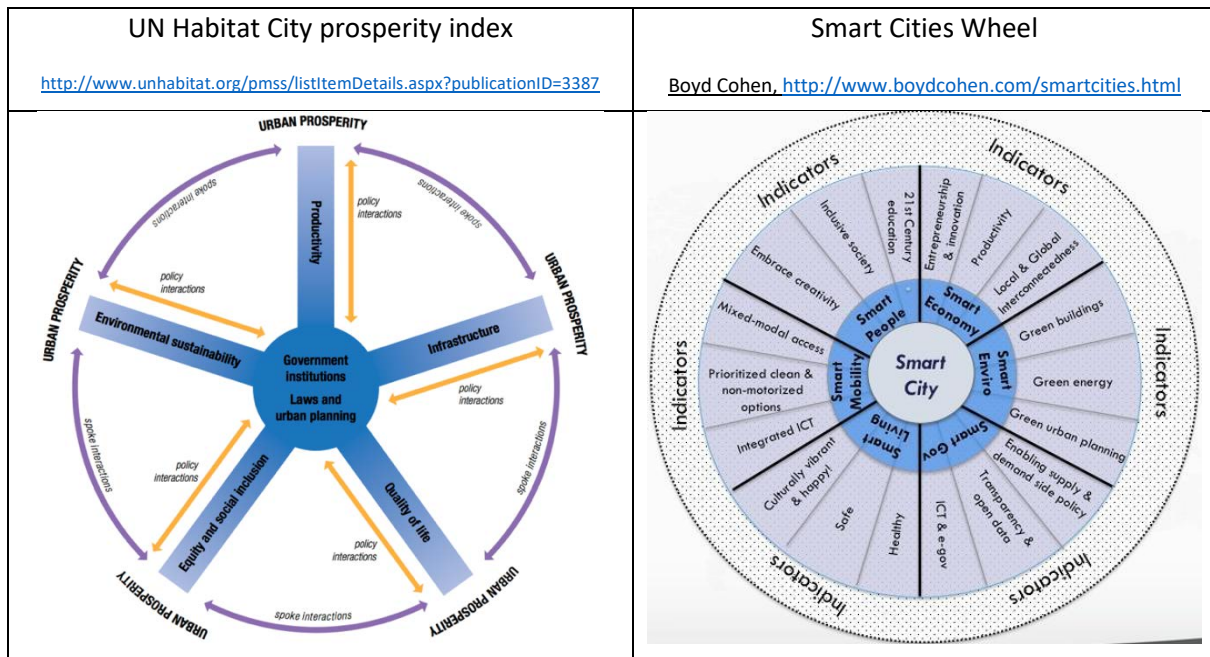 UN Habitat City prosperity index
http://www.unhabitat.org/pmss/listItemDetails.aspx?publicationID=3387
URBAN PROSPERITY
spoke interactions
spoke interactions
Productivity
policy
interactions
URBAN PROSPERITY
URBAN PROSPERITY
policy
interactions
Environmental sustainability
Infrastructure
Government
institutions
Laws and
urban planning
policy
interactions
spoke interactions
spoke interactions
policy
interactions
Equity and social inclusion
Quality of life
policy
interactions
URBAN PROSPERITY
URBAN PROSPERITY
spoke interactions
Smart Cities Wheel
Boyd Cohen, http://www.boydcohen.com/smartcities.html
Indicators
Indicators
Indicators
Indicators
Indicators
Indicators
21st Century
education
Entrepreneurship
& innovation
Inclusive society
Productivity
Embrace creativity
Local & Global
Interconnectedness
Smart
People
Smart
Economy
Mixed-modal access
Green buildings
Smart
Mobility
Smart
City
Smart
Enviro
Prioritized clean &
non-motorized
options
Green energy
Integrated ICT
Green urban planning
Smart
Living
Smart Gov
Culturally vibrant
& happy!
Enabling supply &
demand side policy
Safe
Transparency &
open data
Healthy
ICT & e-gov